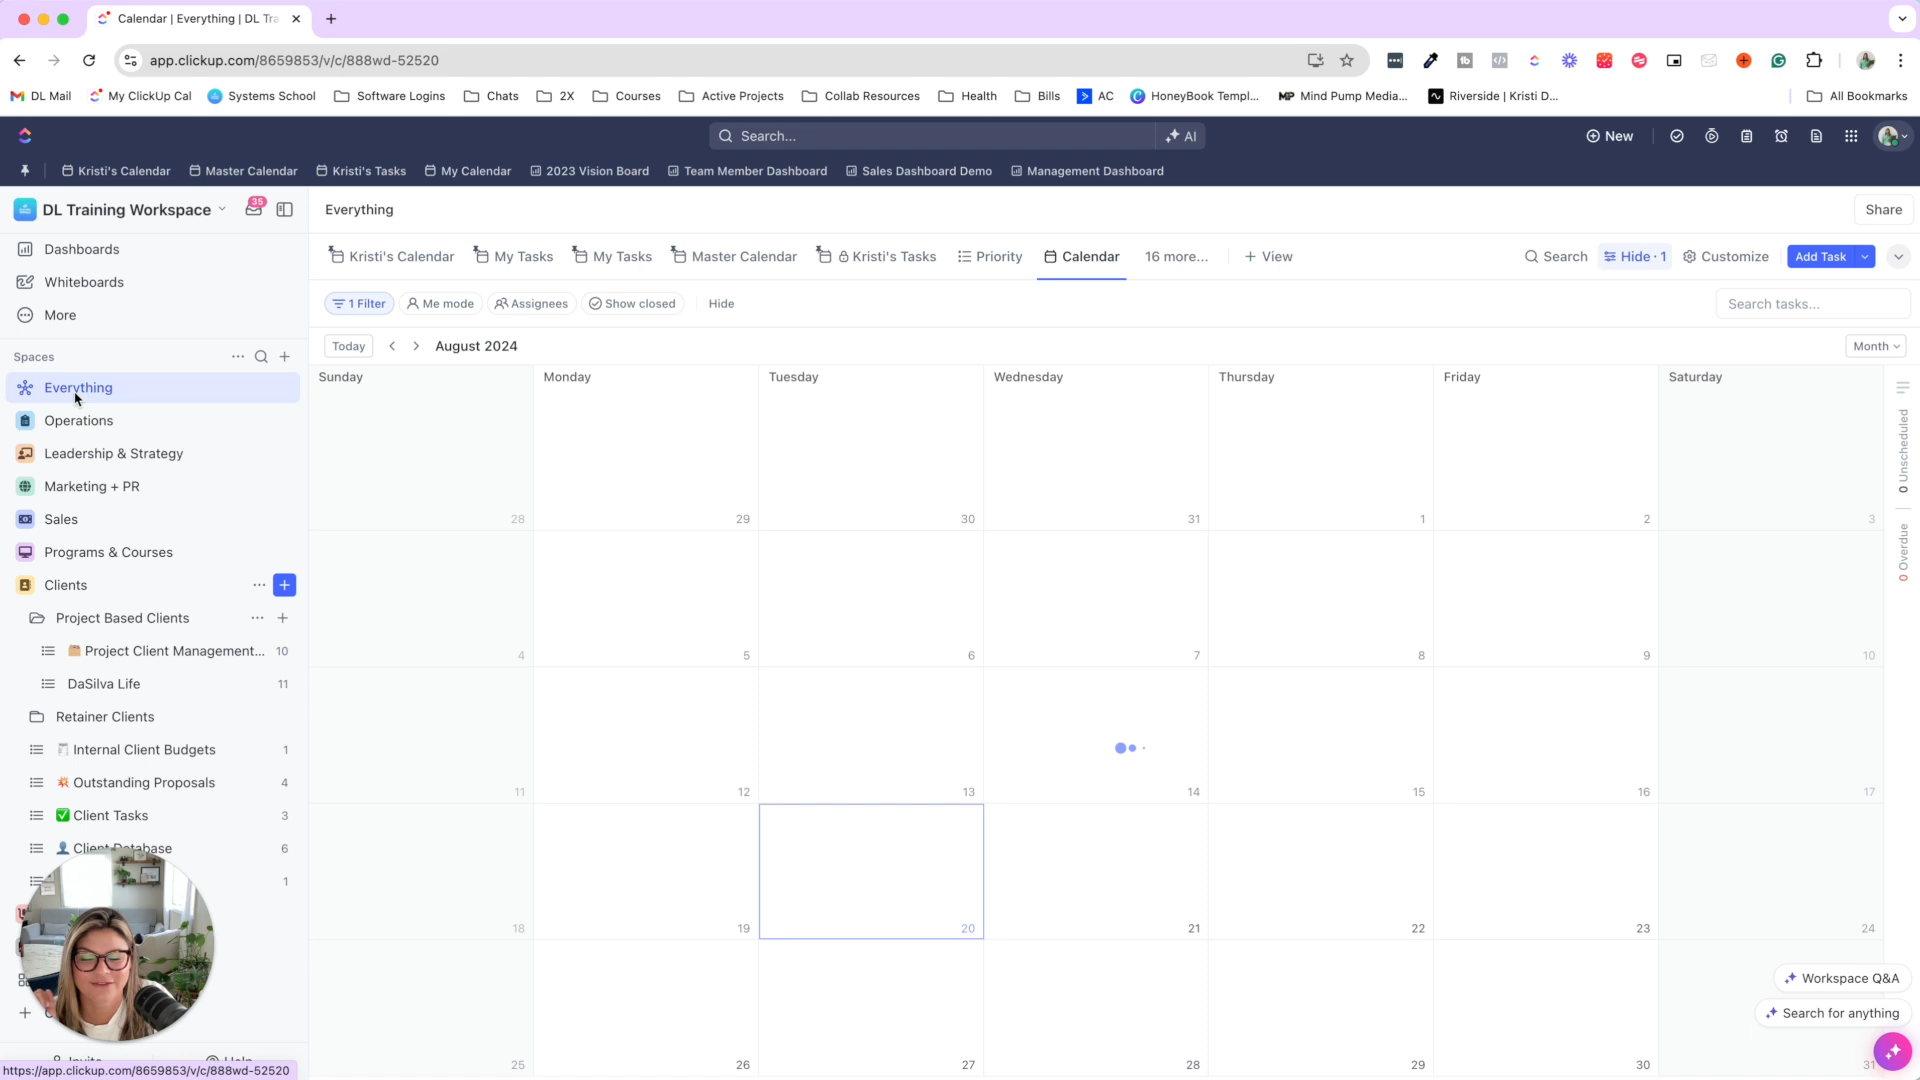 Calendar | Everything | DL Tra
app.clickup.com/8659853/v/c/888wd-52520
DL Mail My ClickUp Cal Systems School Software Logins Chats 2X Courses Active Projects Collab Resources Health Bills AC HoneyBook Templ... MP Mind Pump Media... Riverside | Kristi D... All Bookmarks
Search... AI New
Kristi's Calendar Master Calendar Kristi's Tasks My Calendar 2023 Vision Board Team Member Dashboard Sales Dashboard Demo Management Dashboard
DL Training Workspace 35 Everything Share
Dashboards
Whiteboards
More
Kristi's Calendar My Tasks My Tasks Master Calendar Kristi's Tasks Priority Calendar 16 more... + View Search Hide · 1 Customize Add Task
1 Filter Me mode Assignees Show closed Hide Search tasks...
Today August 2024 Month
Spaces
Everything
Operations
Leadership & Strategy
Marketing + PR
Sales
Programs & Courses
Clients
Project Based Clients
Project Client Management... 10
DaSilva Life 11
Retainer Clients
Internal Client Budgets 1
Outstanding Proposals 4
Client Tasks 3
Client Database 6
1
Invite Help
Sunday Monday Tuesday Wednesday Thursday Friday Saturday
28 29 30 31 1 2 3
4 5 6 7 8 9 10
11 12 13 14 15 16 17
18 19 20 21 22 23 24
25 26 27 28 29 30 31
0 Unscheduled
0 Overdue
Workspace Q&A
Search for anything
https://app.clickup.com/8659853/v/c/888wd-52520